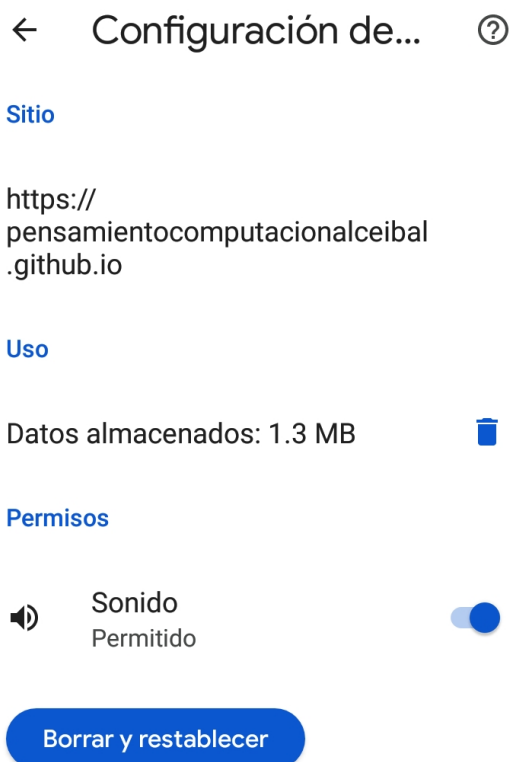 Configuración de...
Sitio
https://
pensamientocomputacionalceibal
.github.io
Uso
Datos almacenados: 1.3 MB
Permisos
Sonido
Permitido
Borrar y restablecer